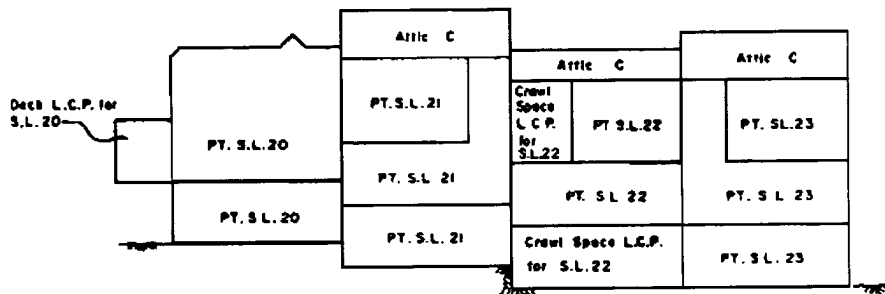 Attic C
Attic C
Attic C
Deck L.C.P. for
S.L. 20
PT. S.L. 20
PT. S.L. 21
Crawl
Space
L.C.P.
for
S.L. 22
PT S.L. 22
PT. SL. 23
PT. S.L 21
PT. S L 22
PT. S L 23
PT. S.L. 20
PT. S.L. 21
Crawl Space L.C.P.
for S.L. 22
PT. S L. 23